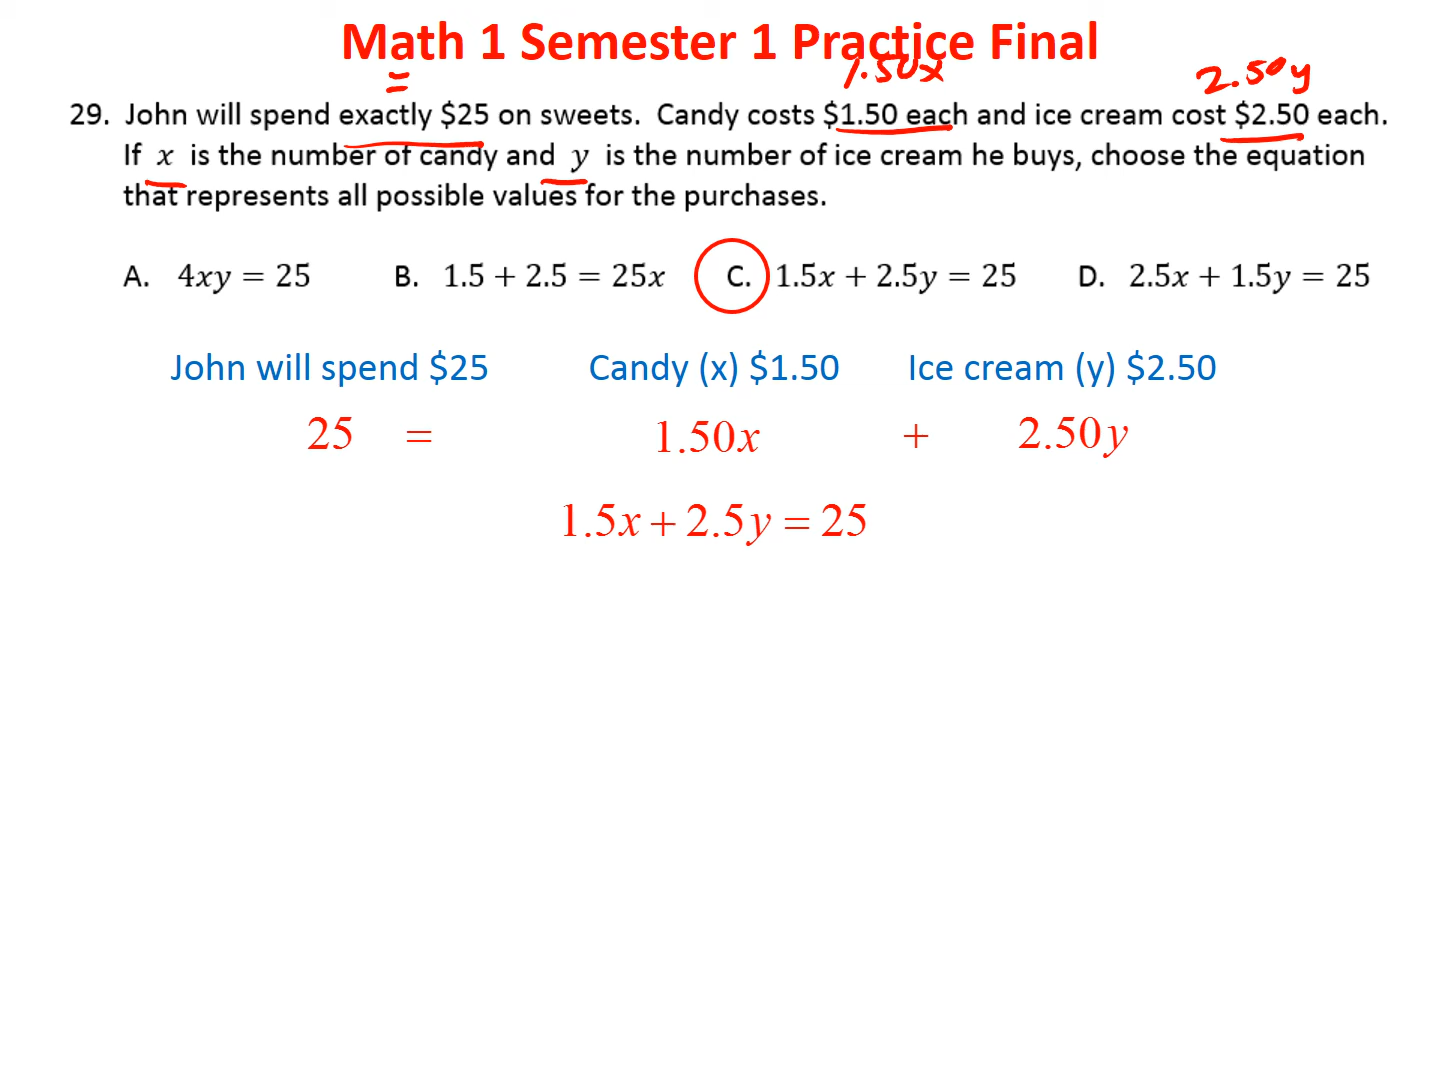 Math 1 Semester 1 Practice Final
= 1.50x 2.50y
29. John will spend exactly $25 on sweets. Candy costs $1.50 each and ice cream cost $2.50 each.
If x is the number of candy and y is the number of ice cream he buys, choose the equation
that represents all possible values for the purchases.
A. 4xy = 25 B. 1.5 + 2.5 = 25x C. 1.5x + 2.5y = 25 D. 2.5x + 1.5y = 25
John will spend $25 Candy (x) $1.50 Ice cream (y) $2.50
25 = 1.50x + 2.50y
1.5x + 2.5y = 25